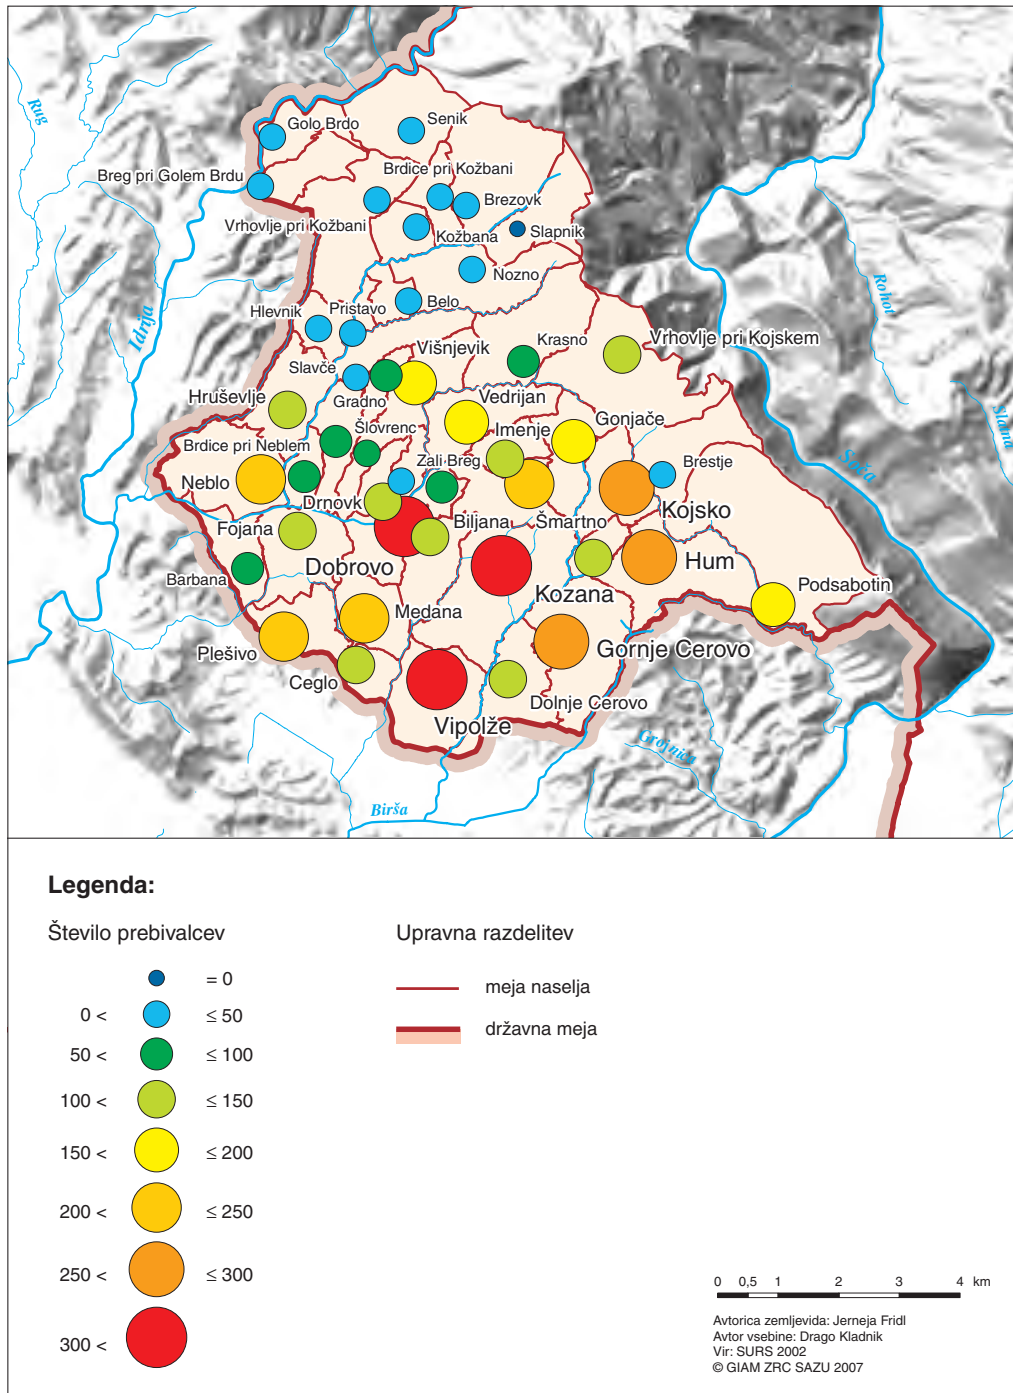 Rug
Golo Brdo
Senik
Breg pri Golem Brdu
Brdice pri Kožbani
Brezovk
Vrhovlje pri Kožbani
Kožbana
Slapnik
Nozno
Rohot
Idrija
Hlevnik
Pristavo
Belo
Krasno
Vrhovlje pri Kojskem
Višnjevik
Slavče
Gradno
Hruševlje
Vedrijan
Gonjače
Slama
Šlovrenc
Imenje
Brdice pri Neblem
Zali Breg
Brestje
Soča
Neblo
Drnovk
Kojsko
Fojana
Biljana
Šmartno
Dobrovo
Hum
Barbana
Kozana
Podsabotin
Medana
Plešivo
Gornje Cerovo
Ceglo
Dolnje Cerovo
Vipolže
Grojnica
Birša
Legenda:
Število prebivalcev
Upravna razdelitev
= 0
meja naselja
0 < ≤ 50
državna meja
50 < ≤ 100
100 < ≤ 150
150 < ≤ 200
200 < ≤ 250
250 < ≤ 300
300 <
0 0,5 1 2 3 4 km
Avtorica zemljevida: Jerneja Fridl
Avtor vsebine: Drago Kladnik
Vir: SURS 2002
© GIAM ZRC SAZU 2007